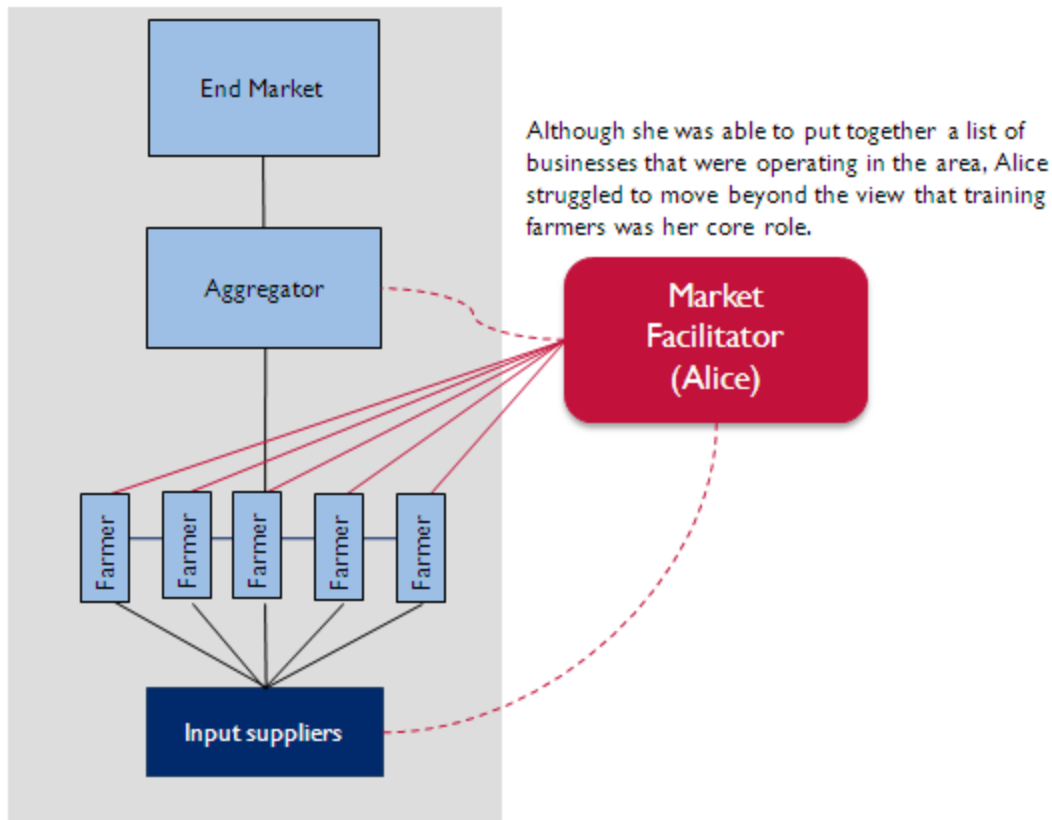 End Market
Although she was able to put together a list of
businesses that were operating in the area, Alice
struggled to move beyond the view that training
farmers was her core role.
Aggregator
Market
Facilitator
(Alice)
Farmer
Farmer
Farmer
Farmer
Farmer
Input suppliers